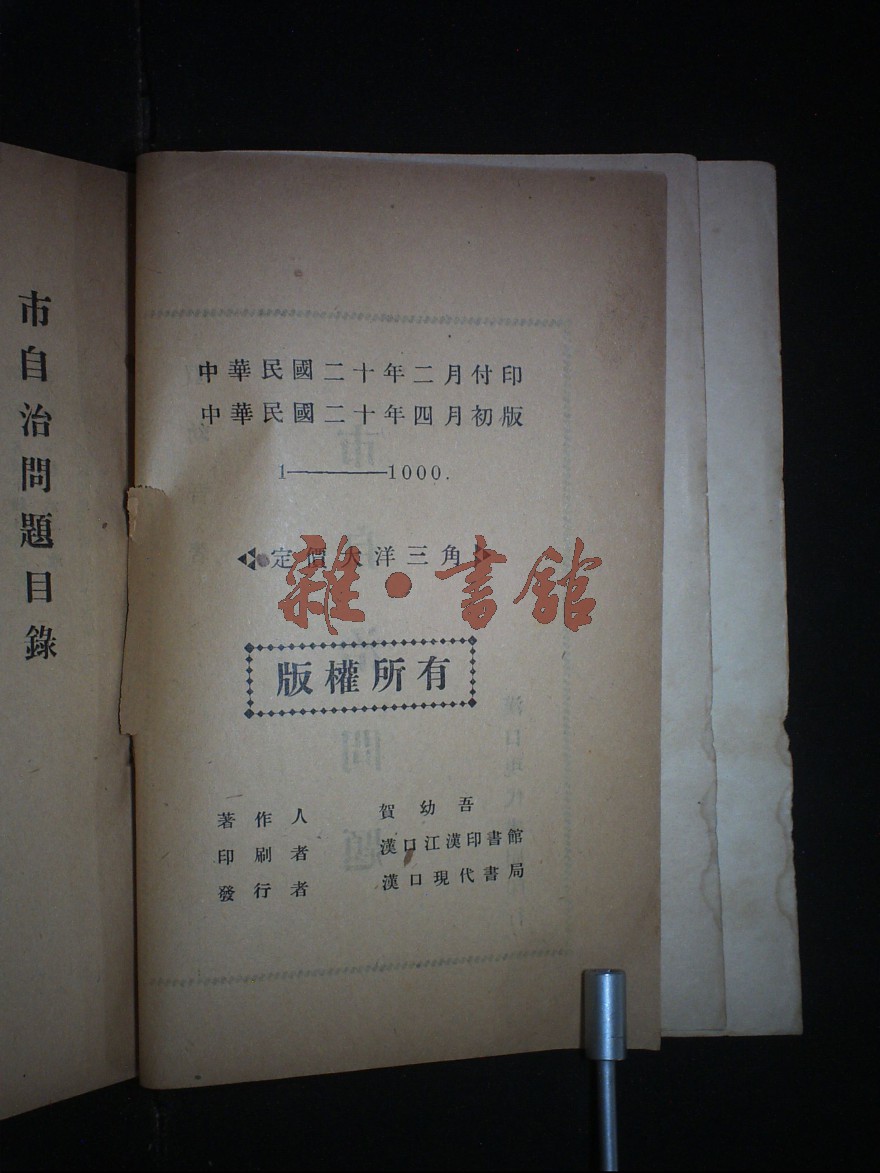 市自治問題目錄
中華民國二十年二月付印
中華民國二十年四月初版
1————1000.
定價大洋三角
雜·書館
版權所有
著作人 賀幼吾
印刷者 漢口江漢印書館
發行者 漢口現代書局